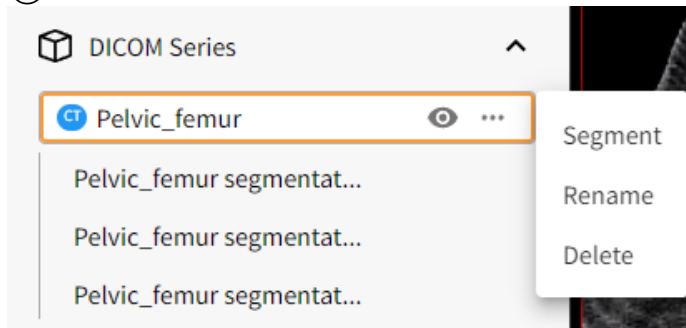 DICOM Series
CT Pelvic_femur
Segment
Pelvic_femur segmentat...
Rename
Pelvic_femur segmentat...
Delete
Pelvic_femur segmentat...